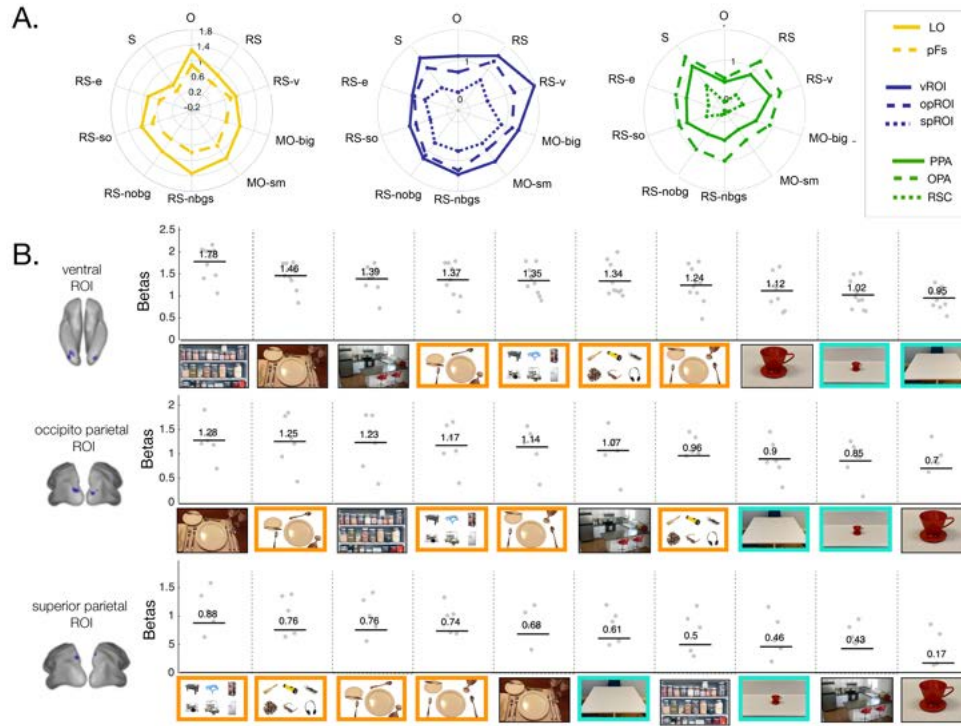 A.
O
S
RS
RS-e
RS-v
RS-so
MO-big
RS-nobg
MO-sm
RS-nbgs
1.8
1.4
1
0.6
0.2
-0.2
O
S
RS
RS-e
RS-v
RS-so
MO-big
RS-nobg
MO-sm
RS-nbgs
1
0
O
S
RS
RS-e
RS-v
RS-so
MO-big
RS-nobg
MO-sm
RS-nbgs
1
0
LO
pFs
vROI
opROI
spROI
PPA
OPA
RSC
B.
ventral
ROI
Betas
2.5
2
1.5
1
0.5
0
1.78
1.46
1.39
1.37
1.35
1.34
1.24
1.12
1.02
0.95
occipito parietal
ROI
Betas
2
1.5
1
0.5
0
1.28
1.25
1.23
1.17
1.14
1.07
0.96
0.9
0.85
0.7
superior parietal
ROI
Betas
2
1.5
1
0.5
0
0.88
0.76
0.76
0.74
0.68
0.61
0.5
0.46
0.43
0.17